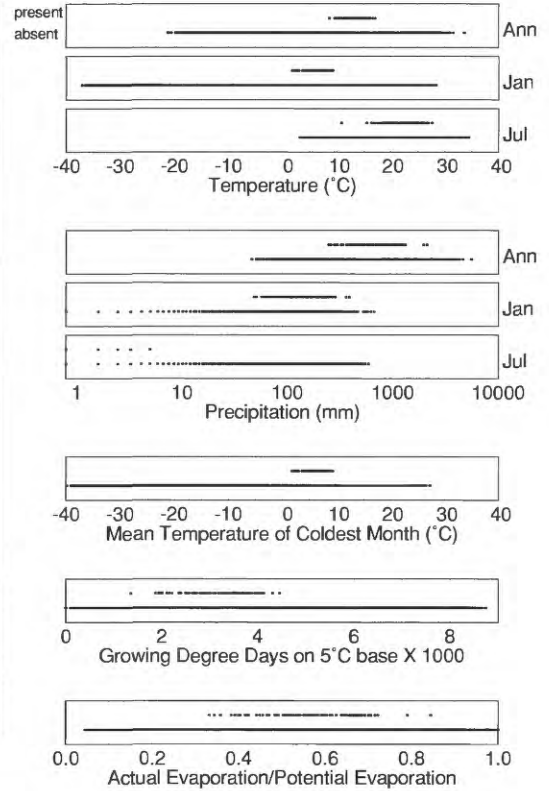 present
absent
Ann
Jan
Jul
-40 -30 -20 -10 0 10 20 30 40
Temperature (˚C)
Ann
Jan
Jul
1 10 100 1000 10000
Precipitation (mm)
-40 -30 -20 -10 0 10 20 30 40
Mean Temperature of Coldest Month (˚C)
0 2 4 6 8
Growing Degree Days on 5˚C base X 1000
0.0 0.2 0.4 0.6 0.8 1.0
Actual Evaporation/Potential Evaporation